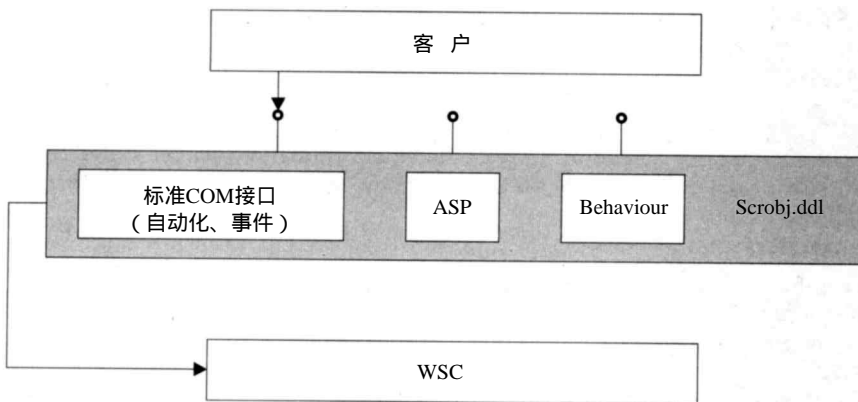 客 户
标准COM接口
（自动化、事件）
ASP
Behaviour
Scrobj.ddl
WSC